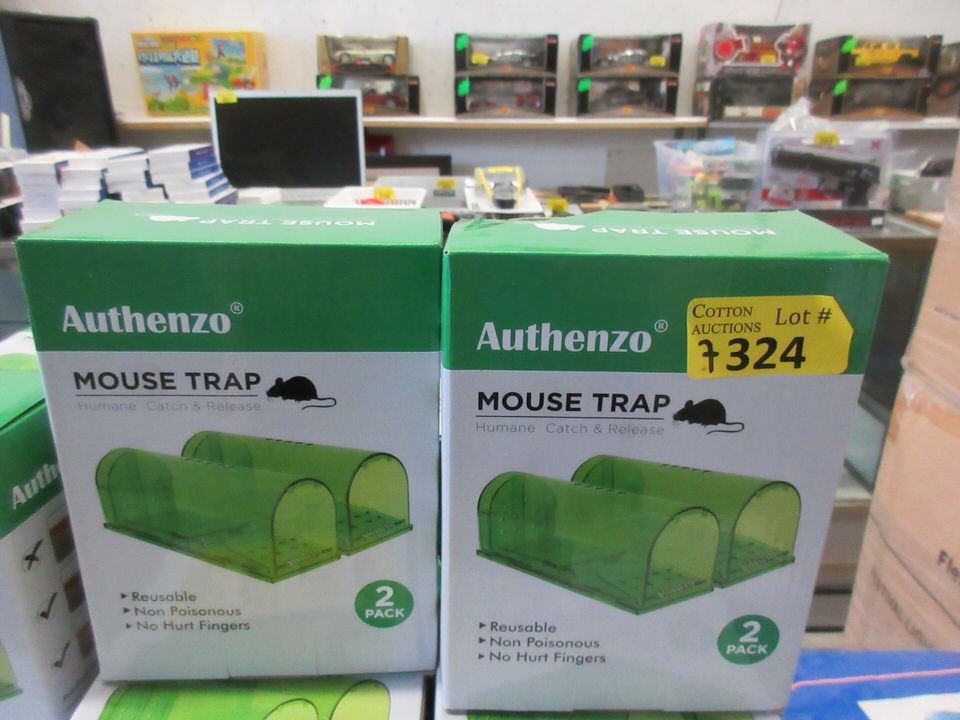 MOUSE TRAP
Authenzo®
MOUSE TRAP
Humane Catch & Release
Reusable
Non Poisonous
No Hurt Fingers
2
PACK
MOUSE TRAP
Authenzo®
COTTON
AUCTIONS
Lot #
7324
MOUSE TRAP
Humane Catch & Release
Reusable
Non Poisonous
No Hurt Fingers
2
PACK
Auth